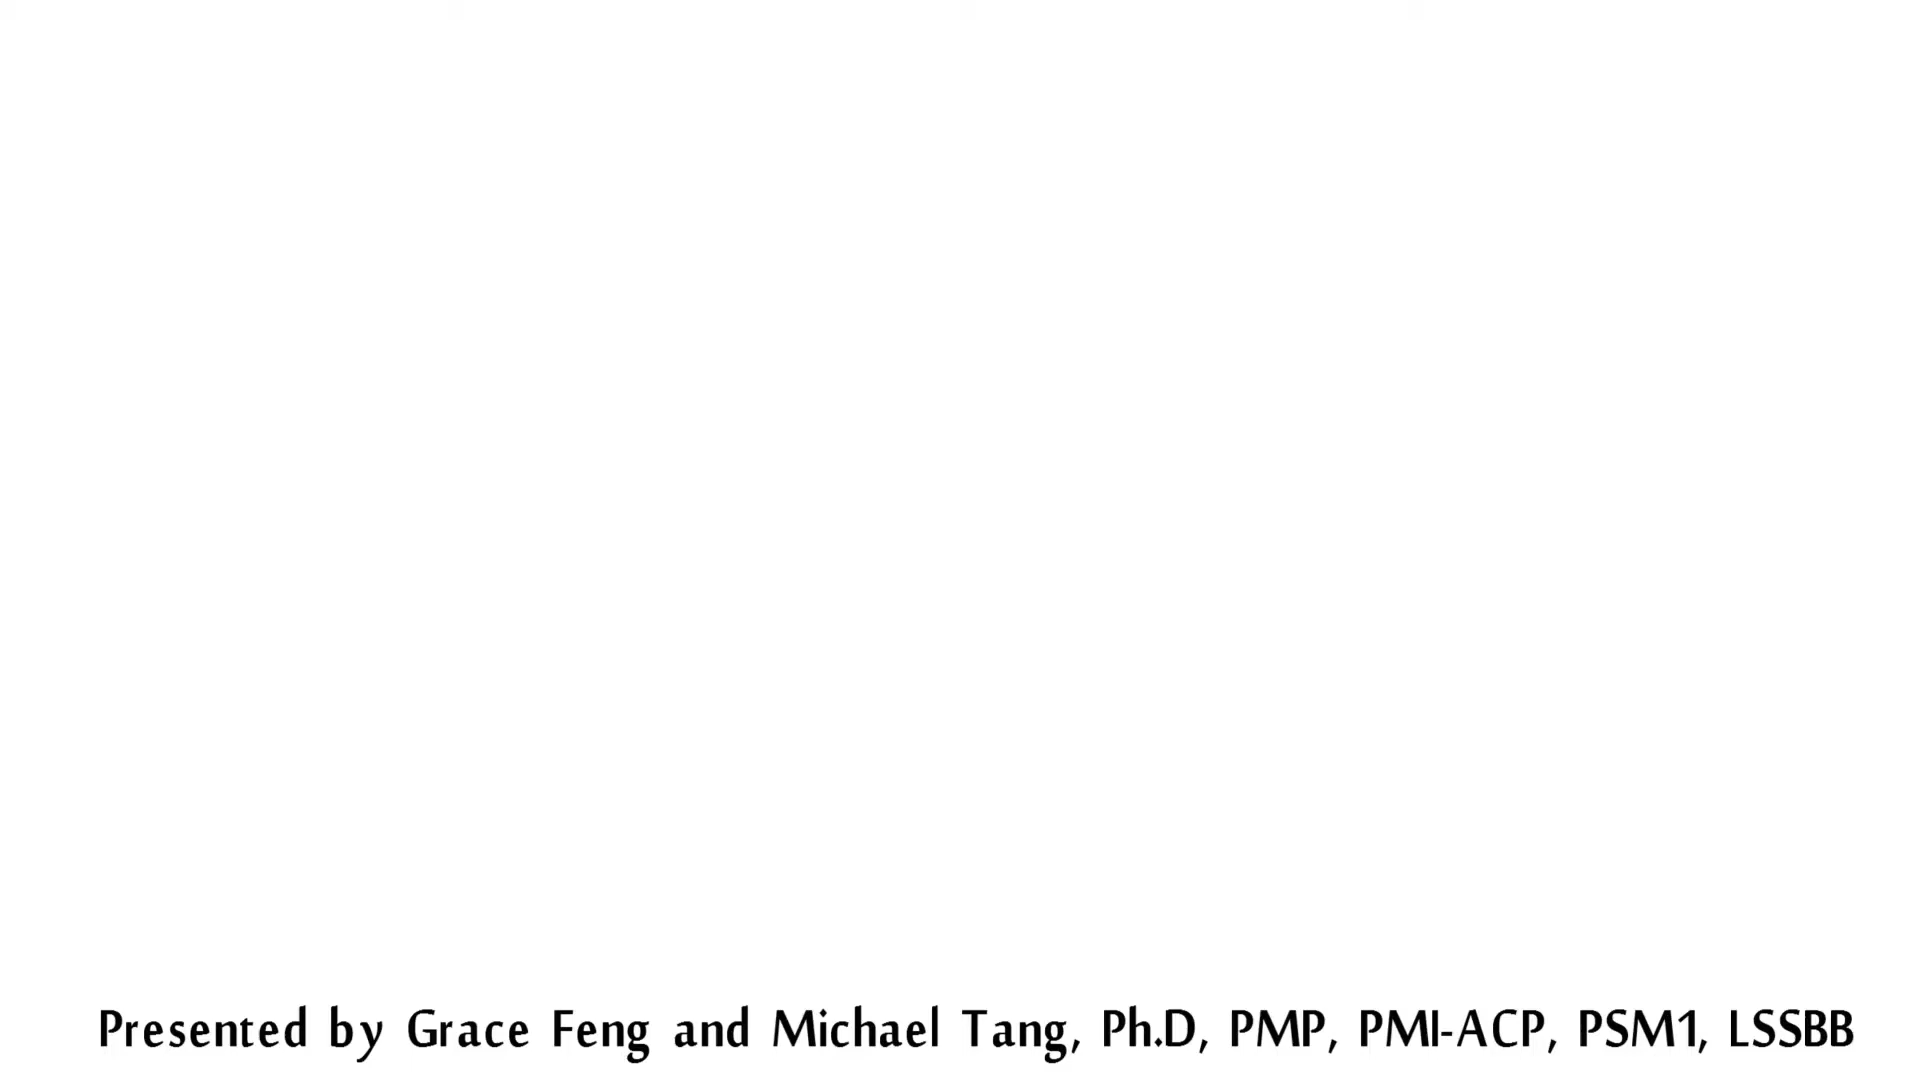 Presented by Grace Feng and Michael Tang, Ph.D, PMP, PMI-ACP, PSM1, LSSBB